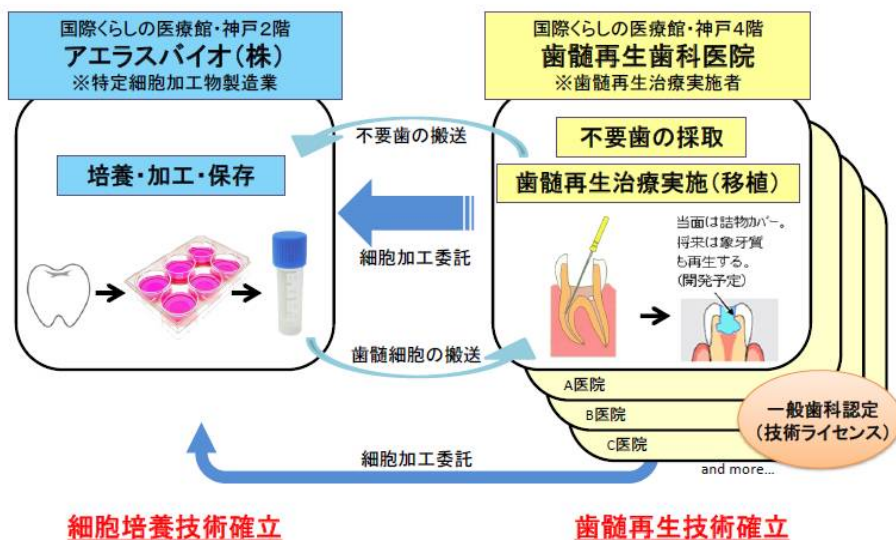 国際くらしの医療館・神戸2階
アエラスバイオ(株)
※特定細胞加工物製造業
国際くらしの医療館・神戸4階
歯髄再生歯科医院
※歯髄再生治療実施者
不要歯の搬送
不要歯の採取
培養・加工・保存
歯髄再生治療実施(移植)
細胞加工委託
当面は詰物カバー。
将来は象牙質
も再生する。
(開発予定)
歯髄細胞の搬送
A医院
B医院
C医院
一般歯科認定
(技術ライセンス)
細胞加工委託
and more…
細胞培養技術確立
歯髄再生技術確立